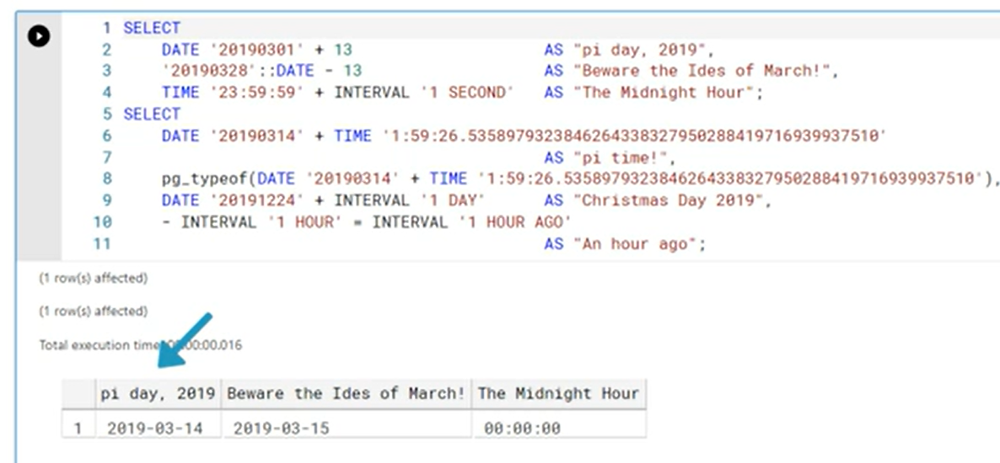 1 SELECT
2 DATE '20190301' + 13 AS "pi day, 2019",
3 '20190328'::DATE - 13 AS "Beware the Ides of March!",
4 TIME '23:59:59' + INTERVAL '1 SECOND' AS "The Midnight Hour";
5 SELECT
6 DATE '20190314' + TIME '1:59:26.53589793238462643383279502884197169399375​10'
7 AS "pi time!",
8 pg_typeof(DATE '20190314' + TIME '1:59:26.5358979323846264338327950288419716939937510'),
9 DATE '20191224' + INTERVAL '1 DAY' AS "Christmas Day 2019",
10 - INTERVAL '1 HOUR' = INTERVAL '1 HOUR AGO'
11 AS "An hour ago";
(1 row(s) affected)
(1 row(s) affected)
Total execution time 00:00.016
pi day, 2019 Beware the Ides of March! The Midnight Hour
1 2019-03-14 2019-03-15 00:00:00